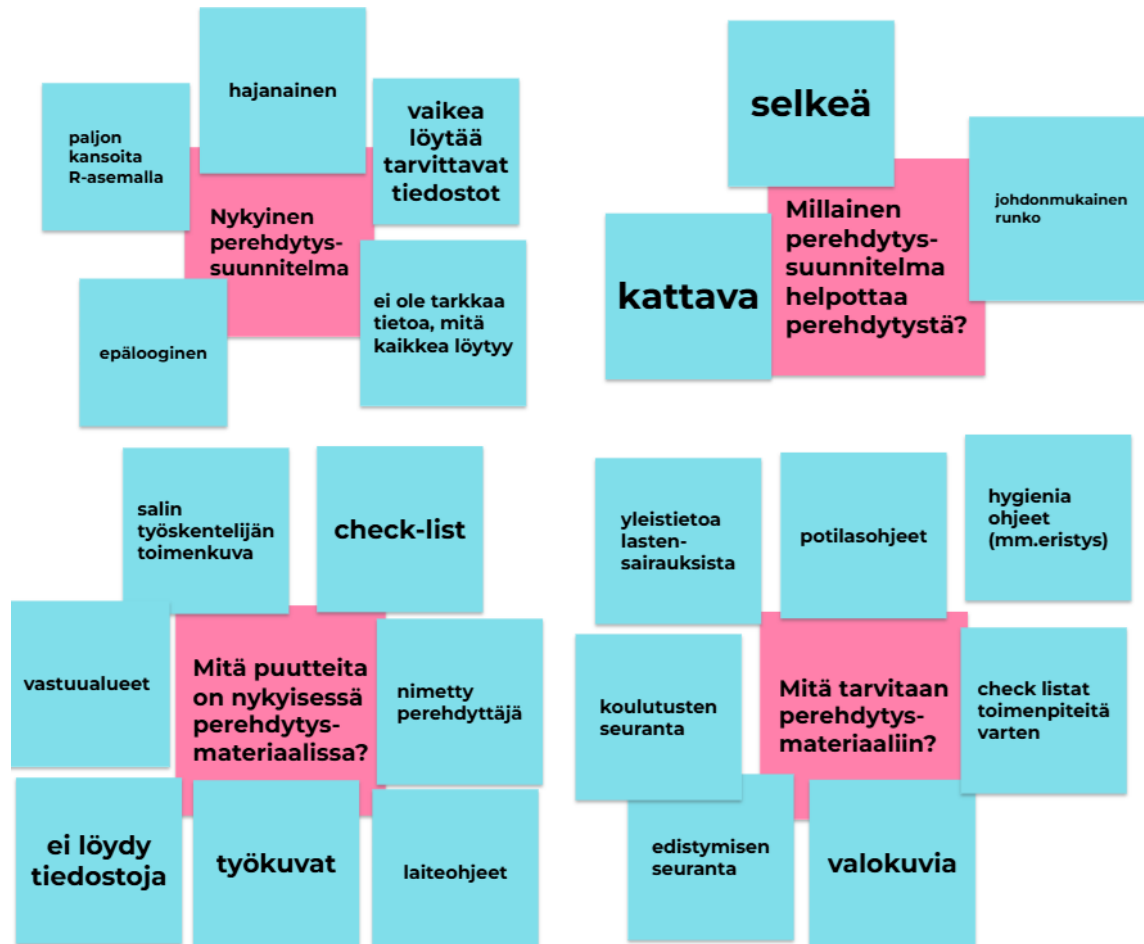 hajanainen
paljon
kansoita
R-asemalla
vaikea
löytää
tarvittavat
tiedostot
Nykyinen
perehdytys-
suunnitelma
epälooginen
ei ole tarkkaa
tietoa, mitä
kaikkea löytyy
selkeä
johdonmukainen
runko
Millainen
perehdytys-
suunnitelma
helpottaa
perehdytystä?
kattava
salin
työskentelijän
toimenkuva
check-list
vastuualueet
Mitä puutteita
on nykyisessä
perehdytys-
materiaalissa?
nimetty
perehdyttäjä
ei löydy
tiedostoja
työkuvat
laiteohjeet
yleistietoa
lasten-
sairauksista
potilasohjeet
hygienia
ohjeet
(mm.eristys)
koulutusten
seuranta
Mitä tarvitaan
perehdytys-
materiaaliin?
check listat
toimenpiteitä
varten
edistymisen
seuranta
valokuvia